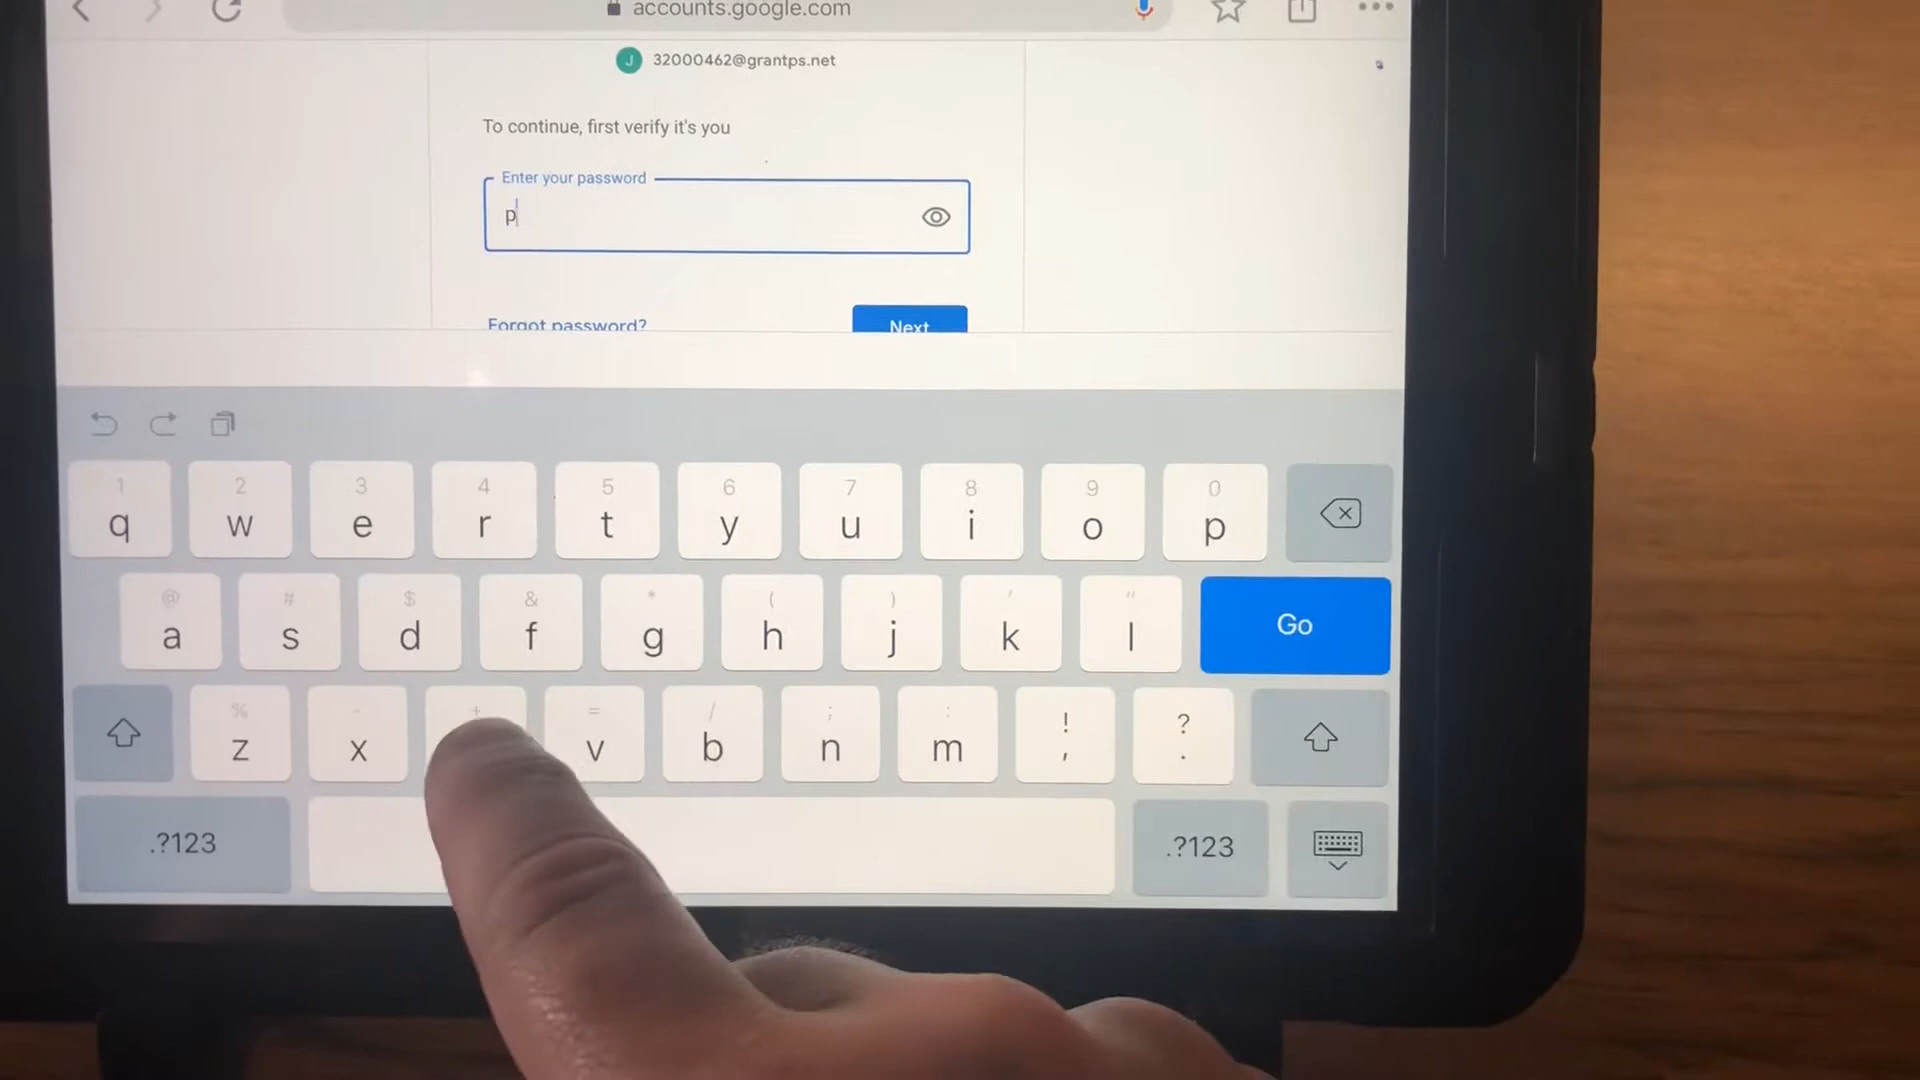 accounts.google.com
J 32000462@grantps.net
To continue, first verify it's you
Enter your password
p
Forgot password?
Next
1 2 3 4 5 6 7 8 9 0
q w e r t y u i o p
@ # $ & * ( ) ' "
a s d f g h j k l Go
% - + = / ; : ! ?
z x v b n m , .
.?123 .?123